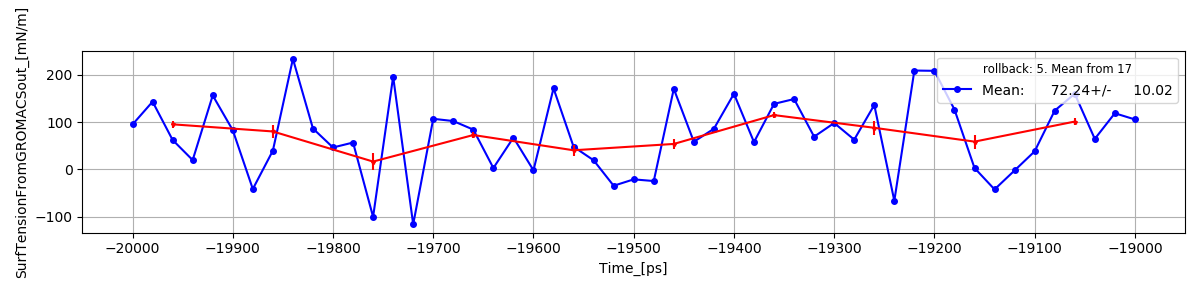 SurfTensionFromGROMACSout_[mN/m]
200
100
0
−100
rollback: 5. Mean from 17
Mean: 72.24+/- 10.02
−20000 −19900 −19800 −19700 −19600 −19500 −19400 −19300 −19200 −19100 −19000
Time_[ps]